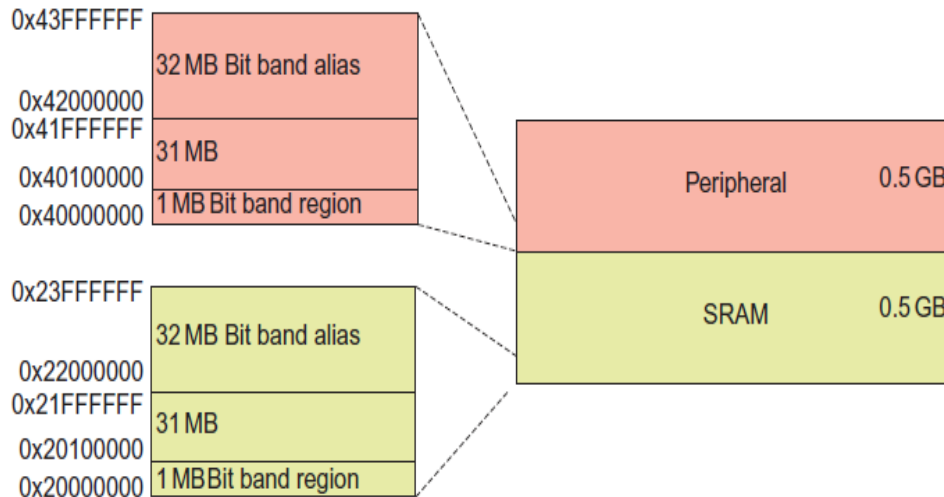 0x43FFFFFF
32 MB Bit band alias
0x42000000
0x41FFFFFF
31 MB
0x40100000
1 MB Bit band region
0x40000000
Peripheral 0.5 GB
0x23FFFFFF
32 MB Bit band alias
0x22000000
0x21FFFFFF
31 MB
0x20100000
1 MB Bit band region
0x20000000
SRAM 0.5 GB